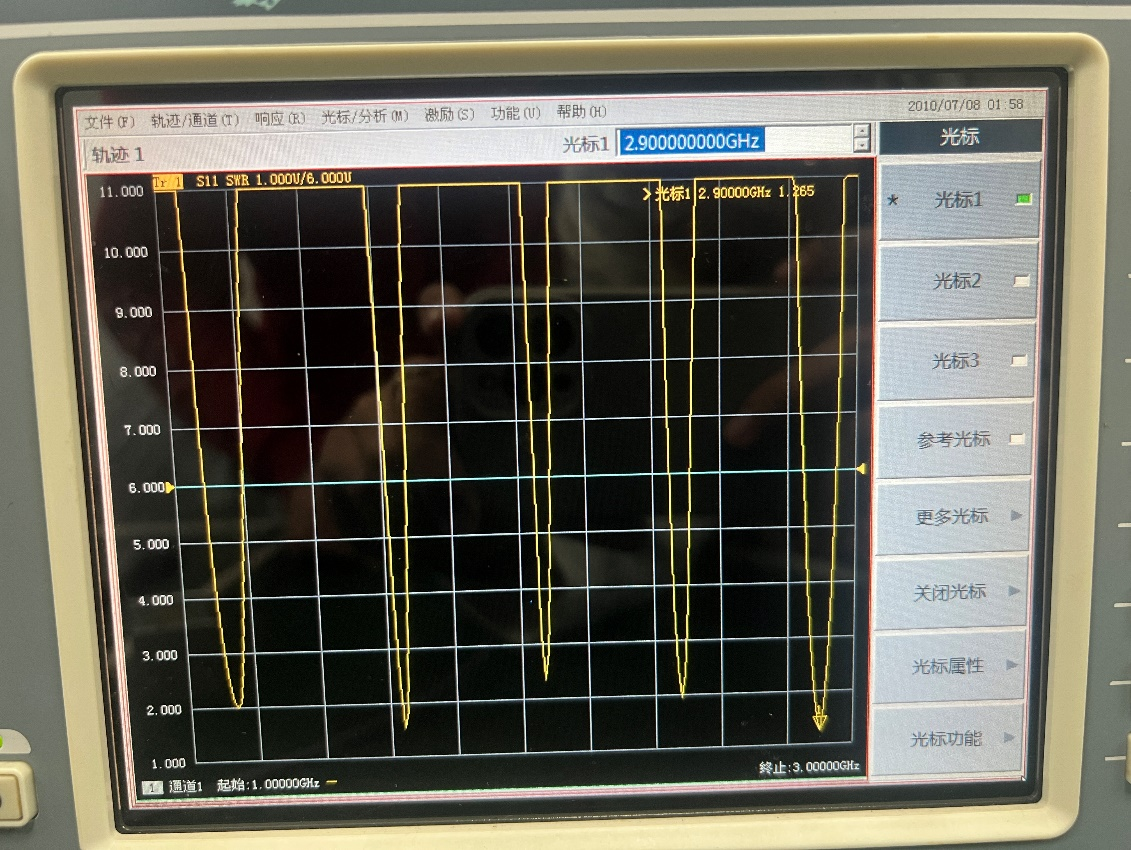 文件(F) 轨迹/通道(T) 响应(R) 光标/分析(M) 激励(S) 功能(U) 帮助(H) 2010/07/08 01:58
轨迹 1 光标1 2.900000000GHz 光标
Tr 1 S11 SWR 1.000U/6.000U
>光标1 2.90000GHz 1.265
11.000
10.000
9.000
8.000
7.000
6.000
5.000
4.000
3.000
2.000
1.000
* 光标1
光标2
光标3
参考光标
更多光标
关闭光标
光标属性
光标功能
1 通道1 起始:1.00000GHz 终止:3.00000GHz